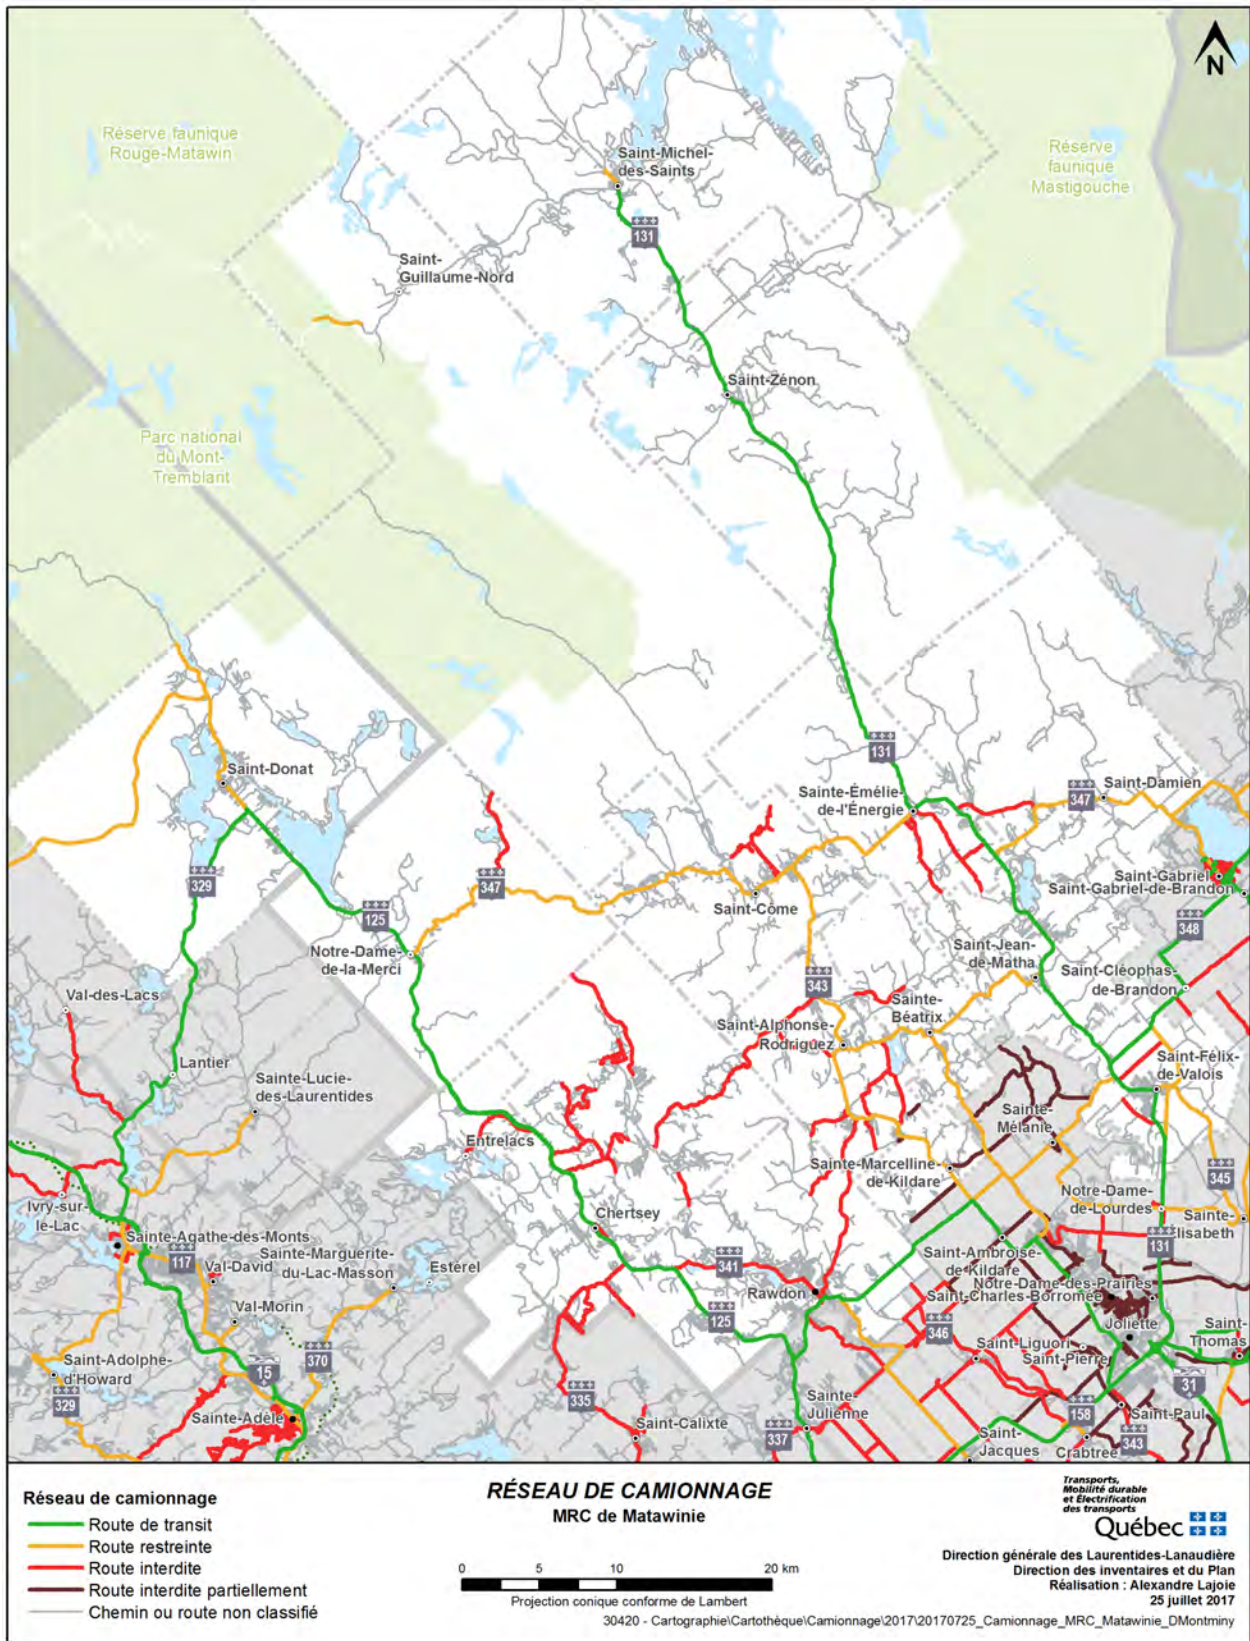 N
Réserve faunique
Rouge-Matawin
Saint-Michel-
des-Saints
Réserve
faunique
Mastigouche
131
Saint-
Guillaume-Nord
Saint-Zénon
Parc national
du Mont-
Tremblant
131
Saint-Donat
Sainte-Émélie-
de-l'Énergie
347
Saint-Damien
329
347
Saint-Côme
Saint-Gabriel
Saint-Gabriel-de-Brandon
125
348
Notre-Dame-
de-la-Merci
Saint-Jean-
de-Matha
Saint-Cléophas-
de-Brandon
Val-des-Lacs
343
Sainte-
Béatrix
Saint-Alphonse-
Rodriguez
Lantier
Sainte-Lucie-
des-Laurentides
Saint-Félix-
de-Valois
Sainte-
Mélanie
Entrelacs
Sainte-Marcelline-
de-Kildare
345
Ivry-sur-
le-Lac
Notre-Dame-
de-Lourdes
Sainte-
Elisabeth
Chertsey
Sainte-Agathe-des-Monts
117
Sainte-Marguerite-
du-Lac-Masson
Estérel
Val-David
341
Saint-Ambroise-
de-Kildare
131
Rawdon
Notre-Dame-des-Prairies
Saint-Charles-Borromée
Val-Morin
125
346
Joliette
Saint-
Thomas
Saint-Liguori
Saint-Pierre
370
15
Saint-Adolphe-
d'Howard
329
335
31
Sainte-Adèle
Sainte-
Julienne
158
Saint-Paul
Saint-Calixte
337
Saint-
Jacques
Crabtree
343
Réseau de camionnage
Route de transit
Route restreinte
Route interdite
Route interdite partiellement
Chemin ou route non classifié
RÉSEAU DE CAMIONNAGE
MRC de Matawinie
0 5 10 20 km
Projection conique conforme de Lambert
Transports,
Mobilité durable
et Électrification
des transports
Québec
Direction générale des Laurentides-Lanaudière
Direction des inventaires et du Plan
Réalisation : Alexandre Lajoie
25 juillet 2017
30420 - Cartographie\Cartothèque\Camionnage\2017\20170725_Camionnage_MRC_Matawinie_DMontminy